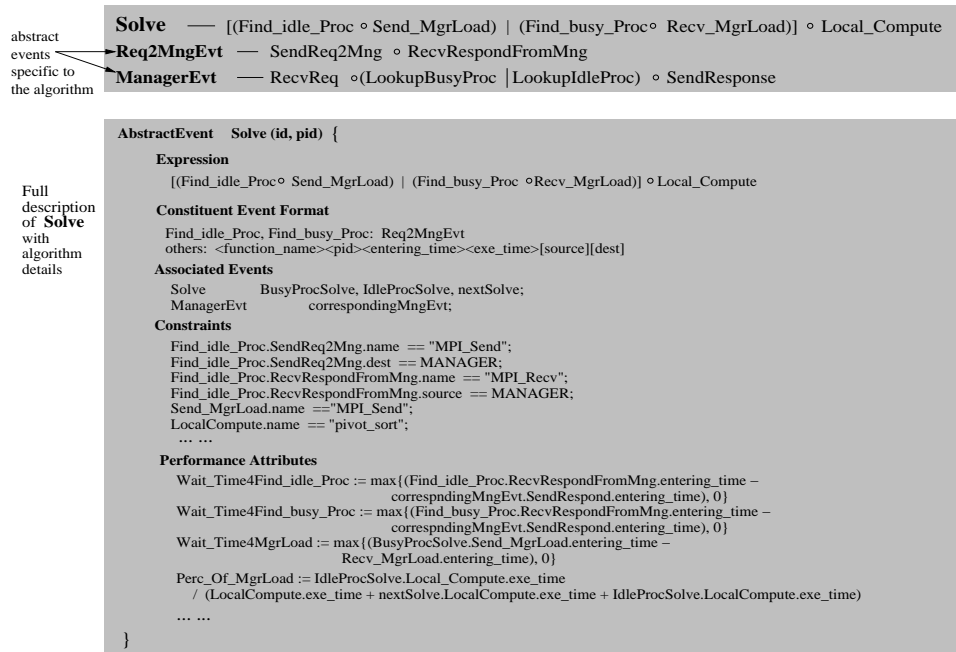 Solve — [(Find_idle_Proc ∘ Send_MgrLoad) | (Find_busy_Proc∘ Recv_MgrLoad)] ∘ Local_Compute
abstract
events
specific to
the algorithm
Req2MngEvt — SendReq2Mng ∘ RecvRespondFromMng
ManagerEvt — RecvReq ∘(LookupBusyProc |LookupIdleProc) ∘ SendResponse
AbstractEvent Solve (id, pid) {
Expression
[(Find_idle_Proc∘ Send_MgrLoad) | (Find_busy_Proc ∘Recv_MgrLoad)] ∘ Local_Compute
Full
description
of Solve
with
algorithm
details
Constituent Event Format
Find_idle_Proc, Find_busy_Proc: Req2MngEvt
others: <function_name><pid><entering_time><exe_time>[source][dest]
Associated Events
Solve BusyProcSolve, IdleProcSolve, nextSolve;
ManagerEvt correspondingMngEvt;
Constraints
Find_idle_Proc.SendReq2Mng.name == "MPI_Send";
Find_idle_Proc.SendReq2Mng.dest == MANAGER;
Find_idle_Proc.RecvRespondFromMng.name == "MPI_Recv";
Find_idle_Proc.RecvRespondFromMng.source == MANAGER;
Send_MgrLoad.name =="MPI_Send";
LocalCompute.name == "pivot_sort";
... ...
Performance Attributes
Wait_Time4Find_idle_Proc := max{(Find_idle_Proc.RecvRespondFromMng.entering_time −
correspndingMngEvt.SendRespond.entering_time), 0}
Wait_Time4Find_busy_Proc := max{(Find_busy_Proc.RecvRespondFromMng.entering_time −
correspndingMngEvt.SendRespond.entering_time), 0}
Wait_Time4MgrLoad := max{(BusyProcSolve.Send_MgrLoad.entering_time −
Recv_MgrLoad.entering_time), 0}
Perc_Of_MgrLoad := IdleProcSolve.Local_Compute.exe_time
/ (LocalCompute.exe_time + nextSolve.LocalCompute.exe_time + IdleProcSolve.LocalCompute.exe_time)
... ...
}